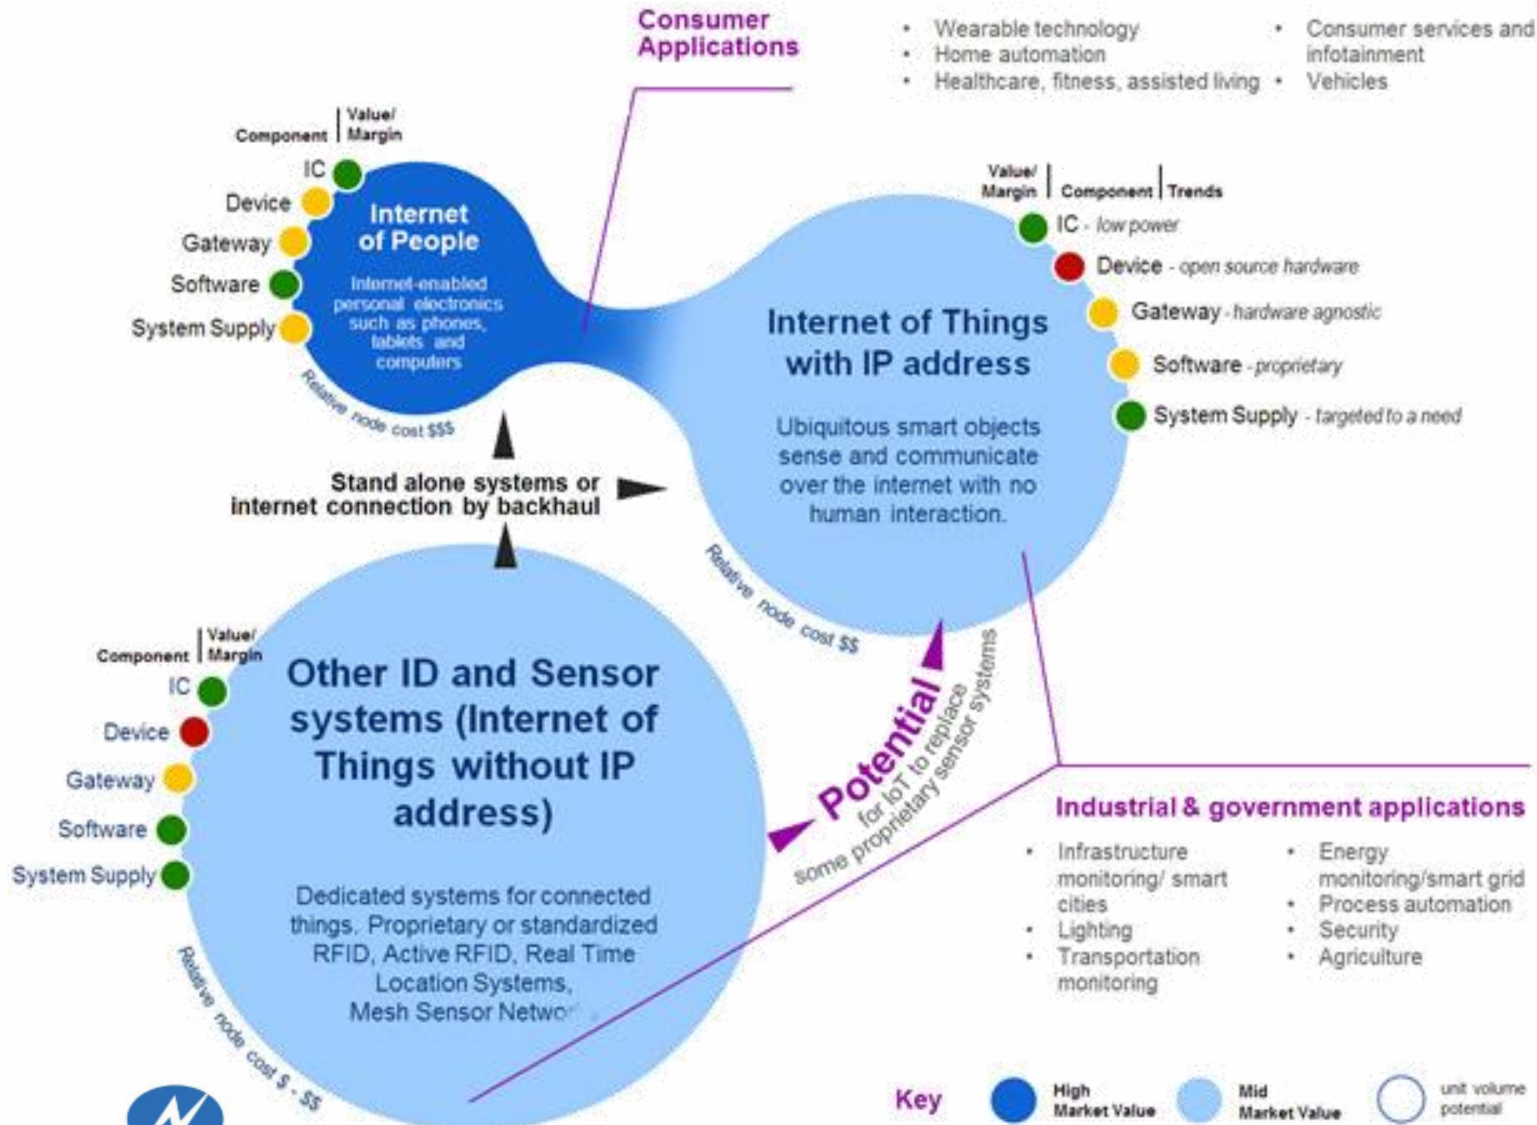 Consumer
Applications
• Wearable technology
• Home automation
• Healthcare, fitness, assisted living
• Consumer services and
infotainment
• Vehicles
Component | Value/
Margin
IC
Device
Gateway
Software
System Supply
Internet
of People
Internet-enabled
personal electronics
such as phones,
tablets and
computers
Relative node cost $$$
Value/
Margin | Component | Trends
IC - low power
Device - open source hardware
Gateway - hardware agnostic
Software - proprietary
System Supply - targeted to a need
Internet of Things
with IP address
Ubiquitous smart objects
sense and communicate
over the internet with no
human interaction.
Relative node cost $$
Stand alone systems or
internet connection by backhaul
Component | Value/
Margin
IC
Device
Gateway
Software
System Supply
Other ID and Sensor
systems (Internet of
Things without IP
address)
Dedicated systems for connected
things. Proprietary or standardized
RFID, Active RFID, Real Time
Location Systems,
Mesh Sensor
Relative node cost $ - $$
Potential
for IoT to replace
some proprietary sensor systems
Industrial & government applications
• Infrastructure
monitoring/ smart
cities
• Lighting
• Transportation
monitoring
• Energy
monitoring/smart grid
• Process automation
• Security
• Agriculture
Key
High
Market Value
Mid
Market Value
unit volume
potential